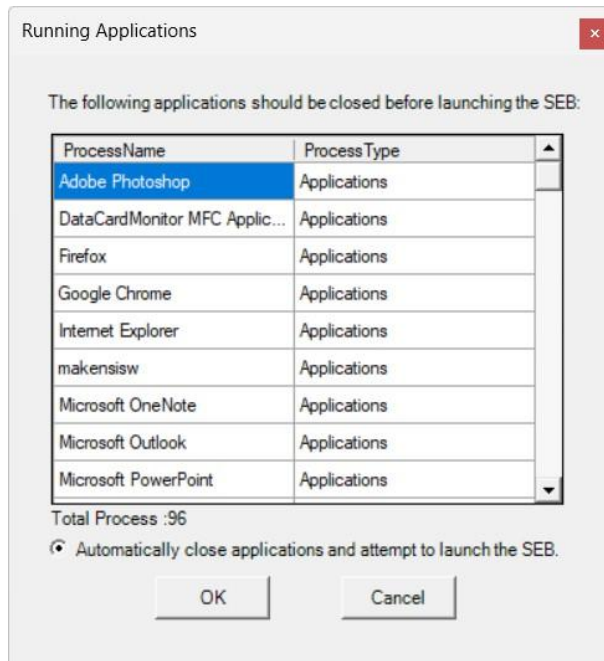 Running Applications
The following applications should be closed before launching the SEB:
ProcessName ProcessType
Adobe Photoshop Applications
DataCardMonitor MFC Applic... Applications
Firefox Applications
Google Chrome Applications
Internet Explorer Applications
makensisw Applications
Microsoft OneNote Applications
Microsoft Outlook Applications
Microsoft PowerPoint Applications
Total Process :96
Automatically close applications and attempt to launch the SEB.
OK Cancel